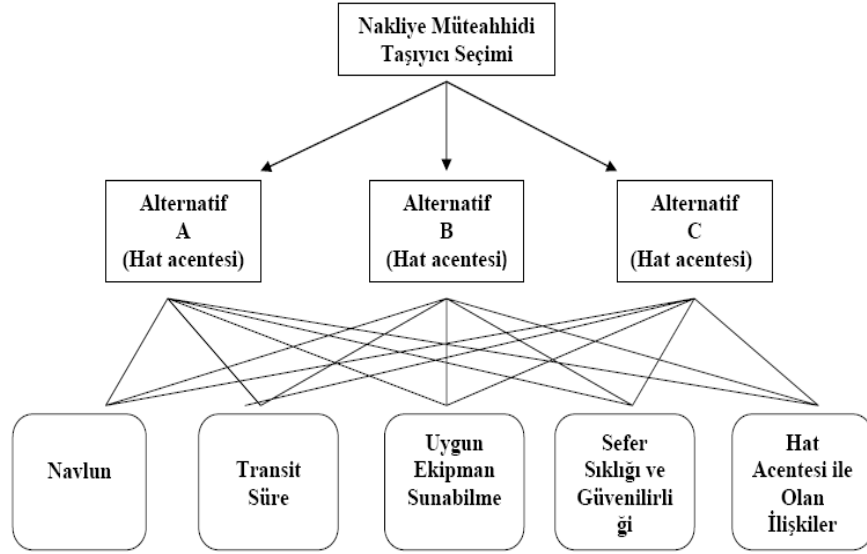 Nakliye Müteahhidi
Taşıyıcı Seçimi
Alternatif
A
(Hat acentesi)
Alternatif
B
(Hat acentesi)
Alternatif
C
(Hat acentesi)
Navlun
Transit
Süre
Uygun
Ekipman
Sunabilme
Sefer
Sıklığı ve
Güvenilirli
ği
Hat
Acentesi ile
Olan
İlişkiler